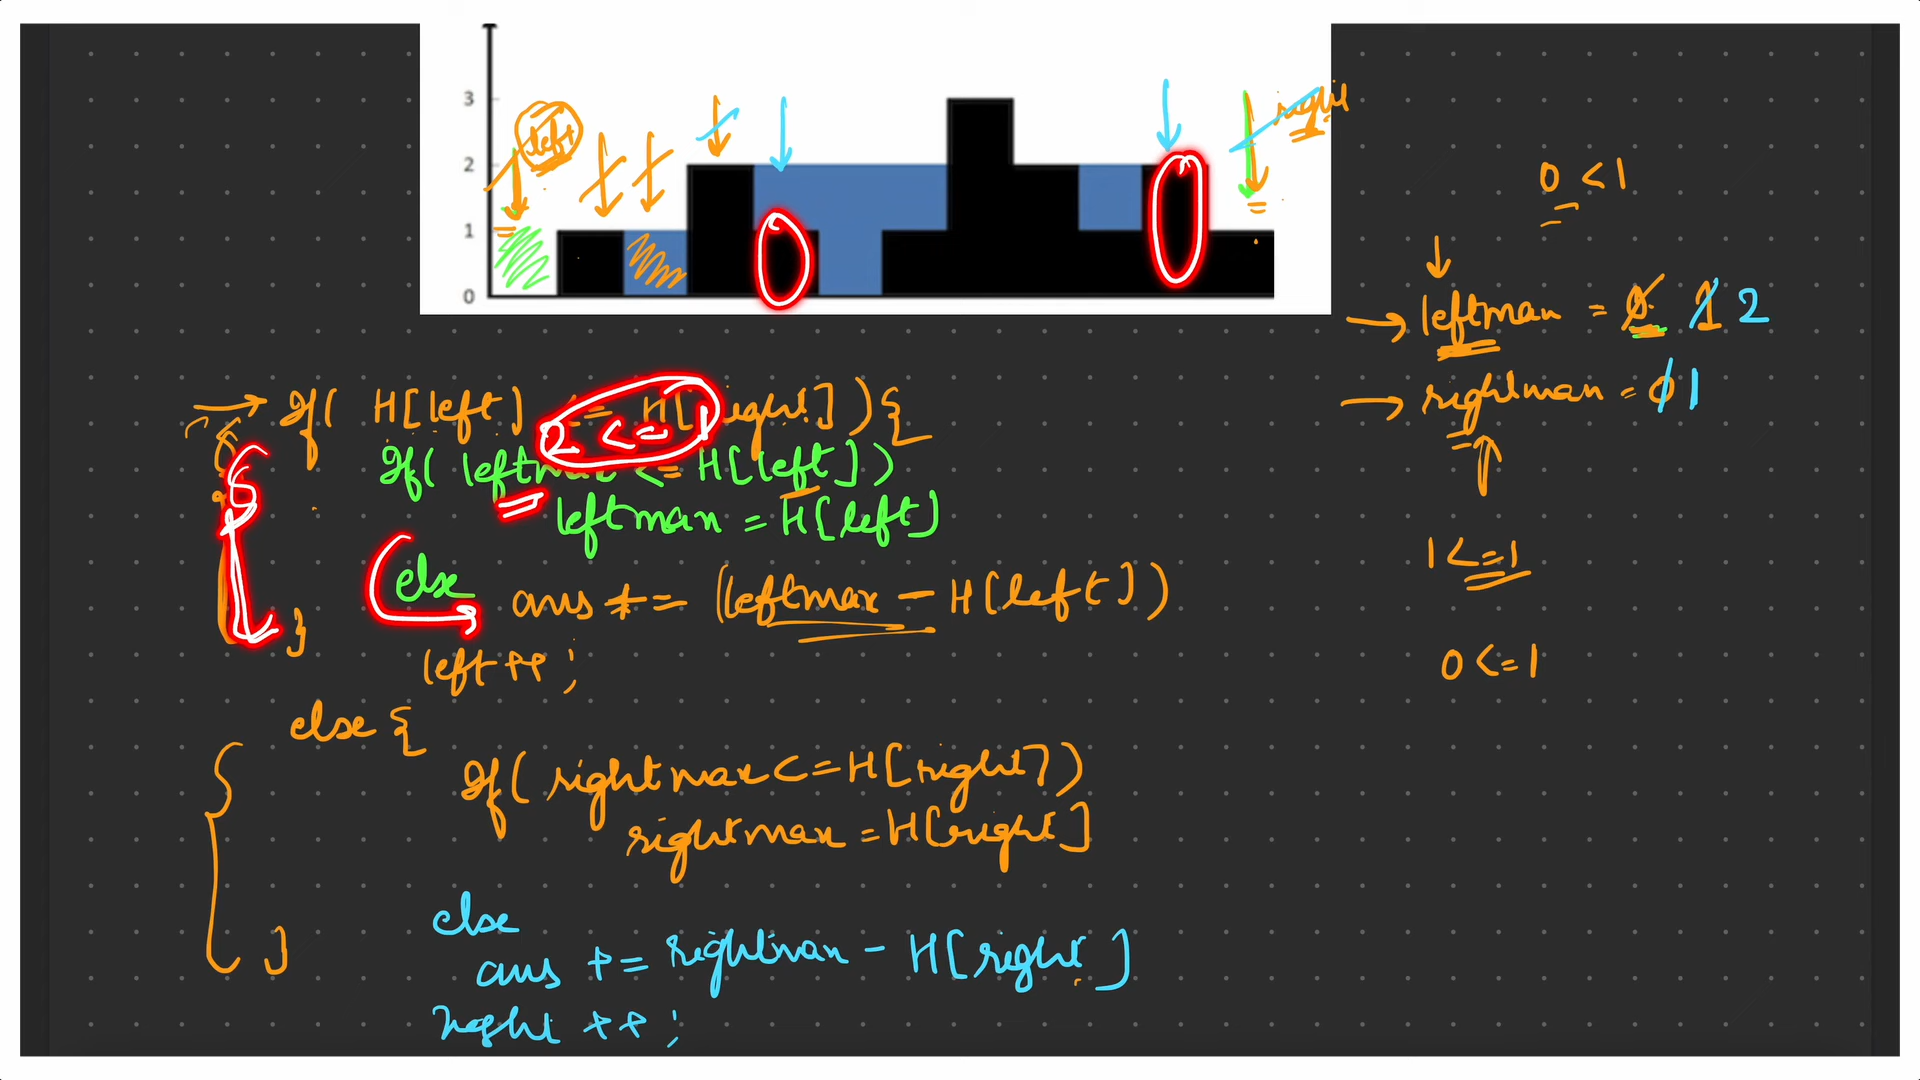 3
2
1
0
left
right
0 < 1
leftmax = 0 1 2
rightmax = 0 1
If( H[left] <= H[right] ){
2 <= 1
If( leftmax <= H[left] )
leftmax = H[left]
else ans += (leftmax - H[left])
}
left++;
1 <= 1
0 <= 1
else {
If( rightmax <= H[right] )
rightmax = H[right]
else
ans += rightmax - H[right]
}
right ++;